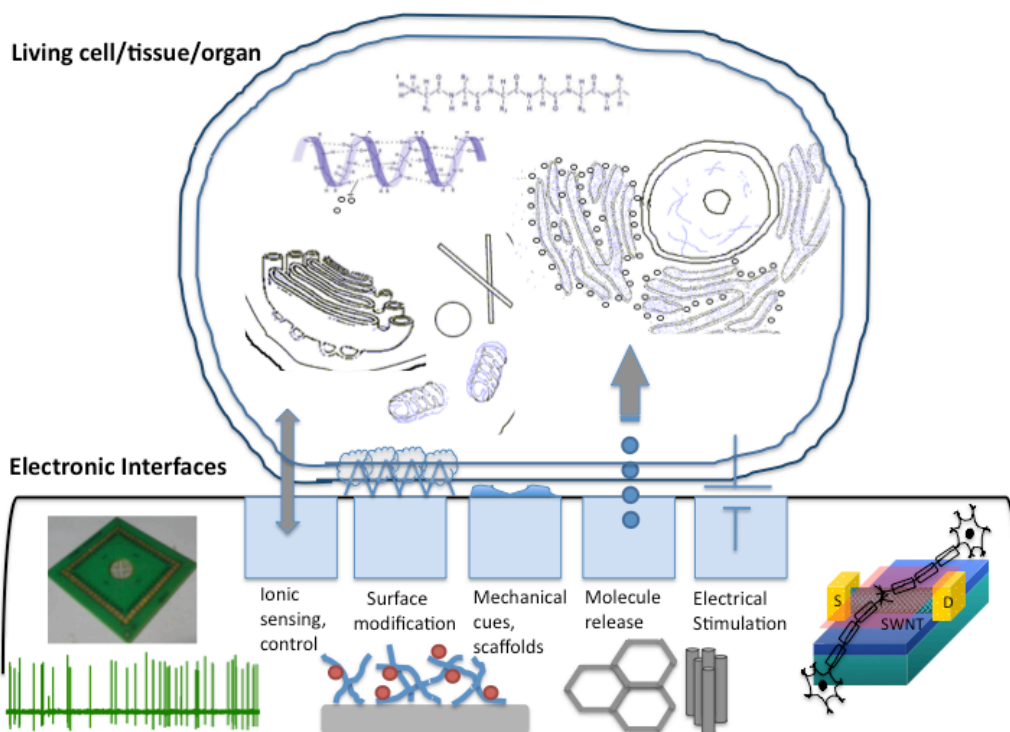 Living cell/tissue/organ
Electronic Interfaces
Ionic
sensing,
control
Surface
modification
Mechanical
cues,
scaffolds
Molecule
release
Electrical
Stimulation
S
D
SWNT